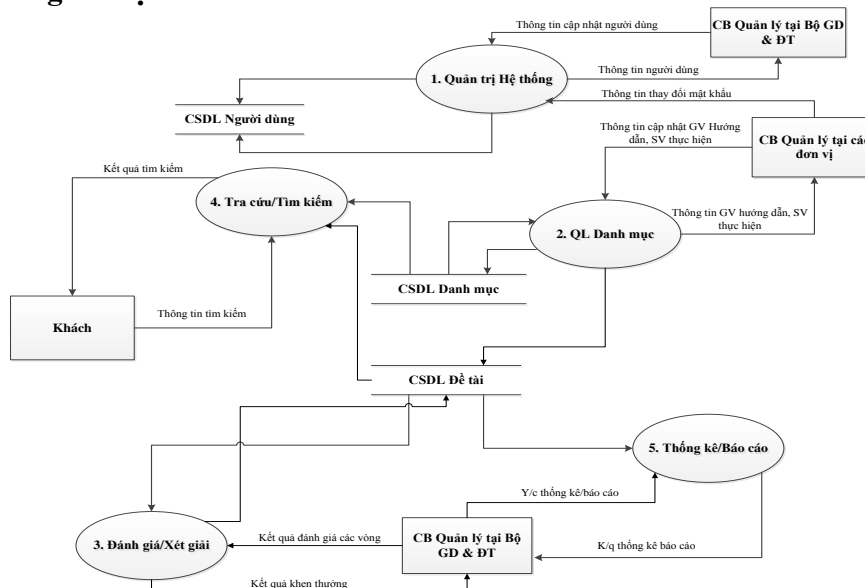 Thông tin cập nhật người dùng
CB Quản lý tại Bộ GD
& ĐT
1. Quản trị Hệ thống
Thông tin người dùng
Thông tin thay đổi mật khẩu
CSDL Người dùng
Thông tin cập nhật GV Hướng
dẫn, SV thực hiện
CB Quản lý tại các
đơn vị
Kết quả tìm kiếm
4. Tra cứu/Tìm kiếm
2. QL Danh mục
Thông tin GV hướng dẫn, SV
thực hiện
CSDL Danh mục
Khách
Thông tin tìm kiếm
CSDL Đề tài
5. Thống kê/Báo cáo
Y/c thống kê/báo cáo
3. Đánh giá/Xét giải
Kết quả đánh giá các vòng
CB Quản lý tại Bộ
GD & ĐT
K/q thống kê báo cáo
Kết quả khen thưởng